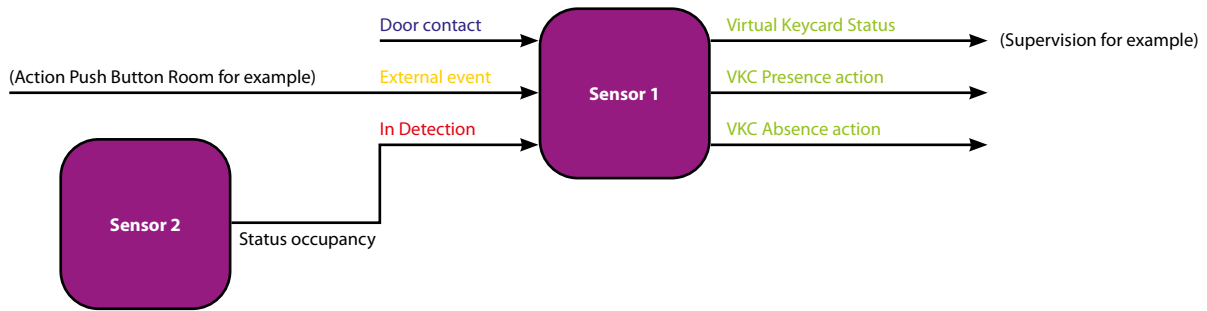 Door contact
Virtual Keycard Status
(Supervision for example)
(Action Push Button Room for example)
External event
Sensor 1
VKC Presence action
In Detection
VKC Absence action
Sensor 2
Status occupancy